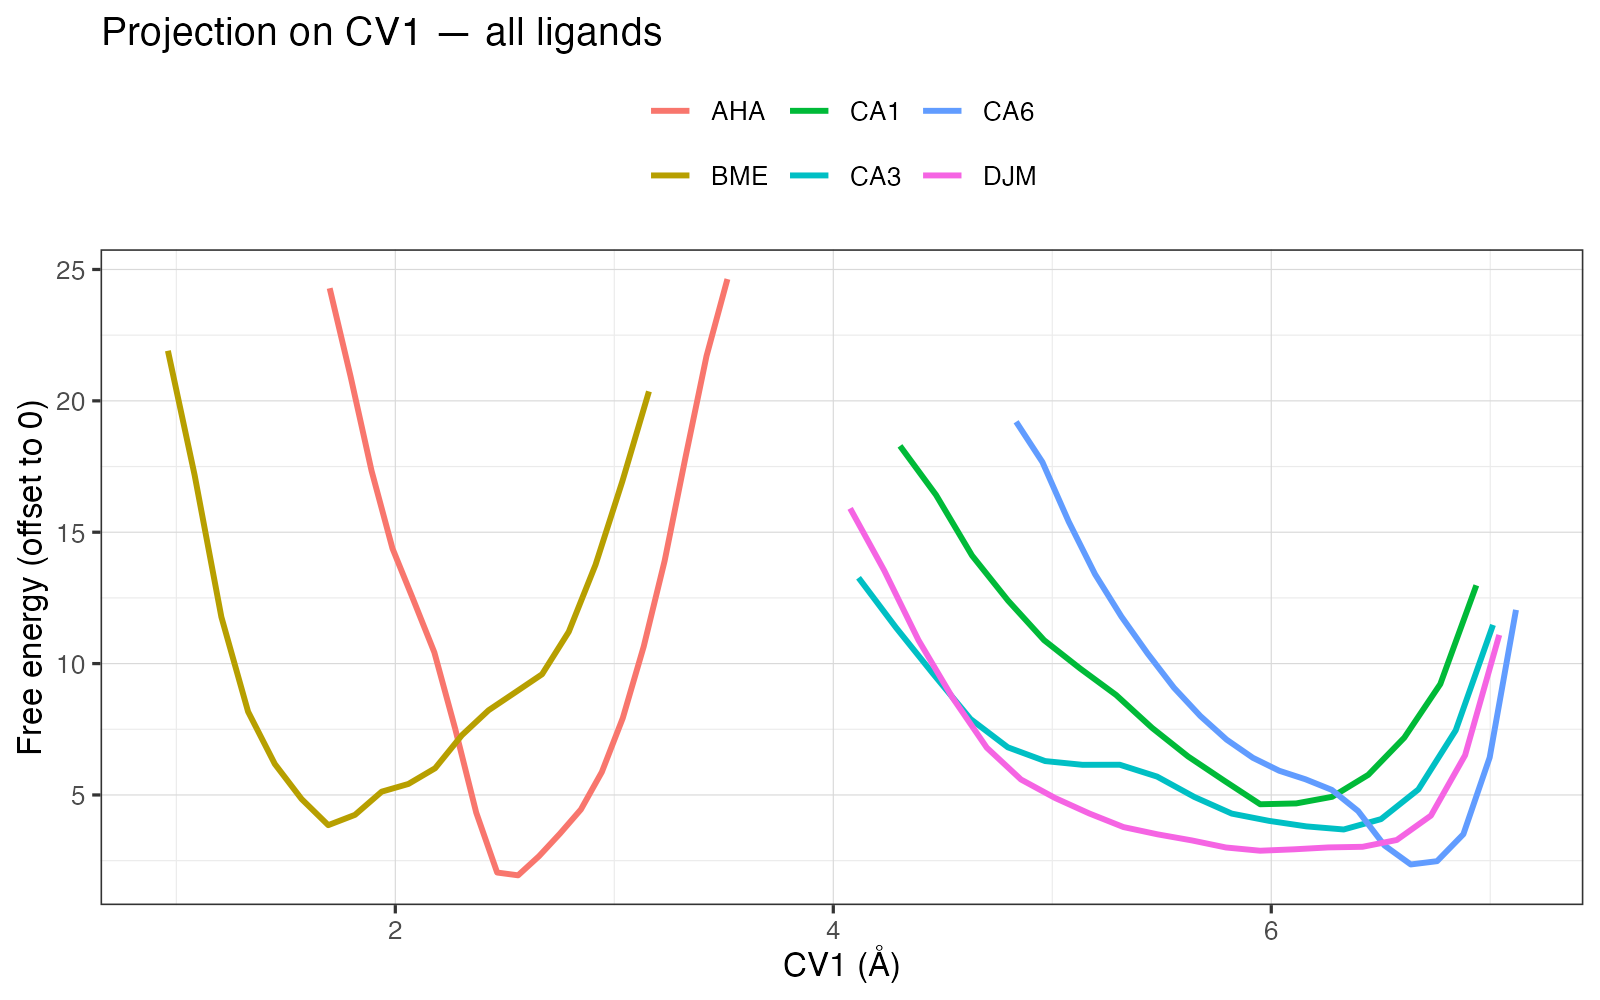 Projection on CV1 — all ligands
AHA CA1 CA6
BME CA3 DJM
Free energy (offset to 0)
25
20
15
10
5
2 4 6
CV1 (Å)